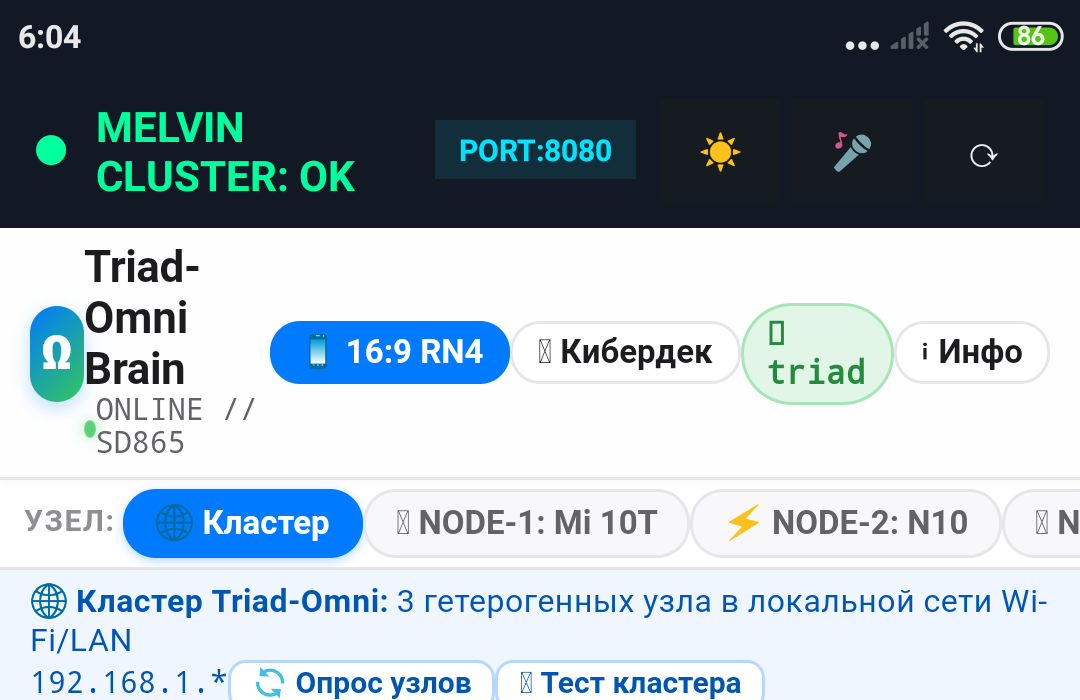 6:04
86
MELVIN
CLUSTER: OK
PORT:8080
Triad-
Omni
Brain
ONLINE //
SD865
Ω
16:9 RN4
Кибердек
triad
i Инфо
УЗЕЛ:
Кластер
NODE-1: Mi 10T
NODE-2: N10
N
Кластер Triad-Omni: 3 гетерогенных узла в локальной сети Wi-
Fi/LAN
192.168.1.*
Опрос узлов
Тест кластера